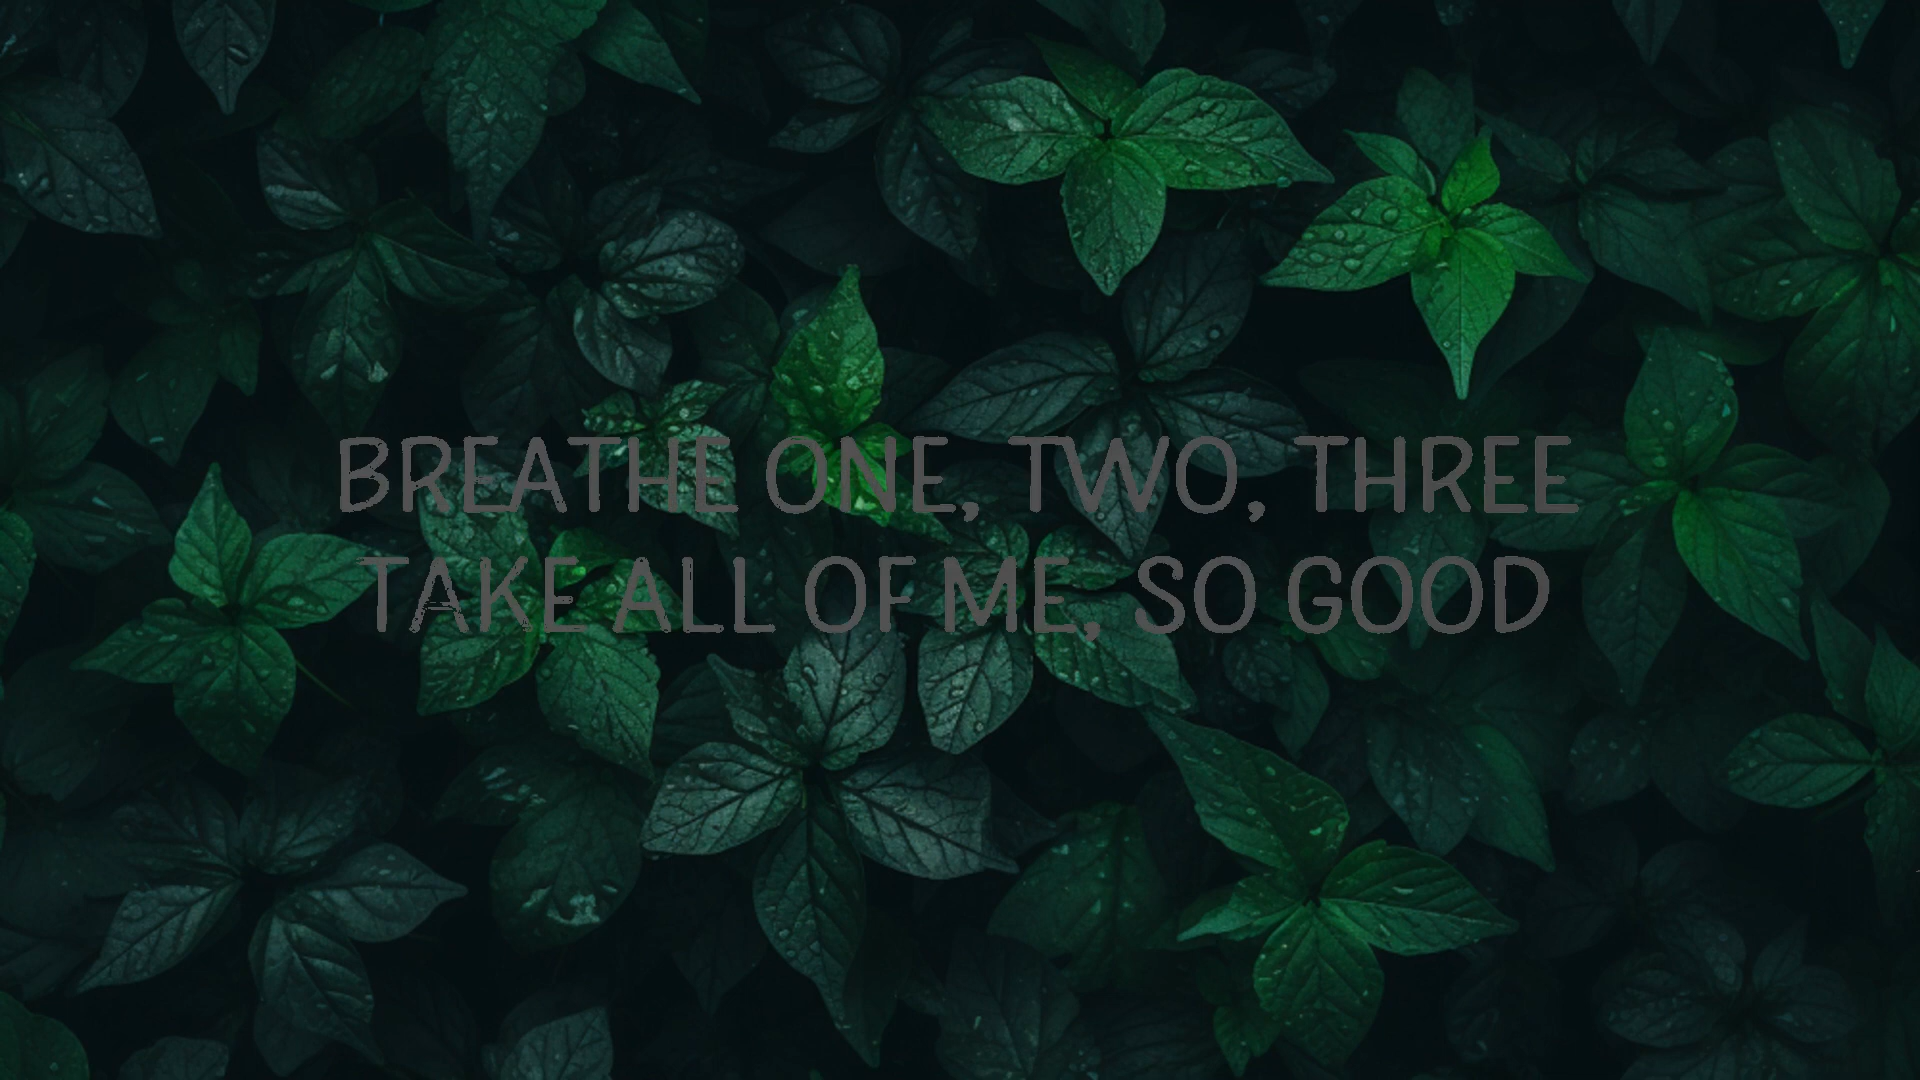 BREATHE ONE, TWO, THREE
TAKE ALL OF ME, SO GOOD